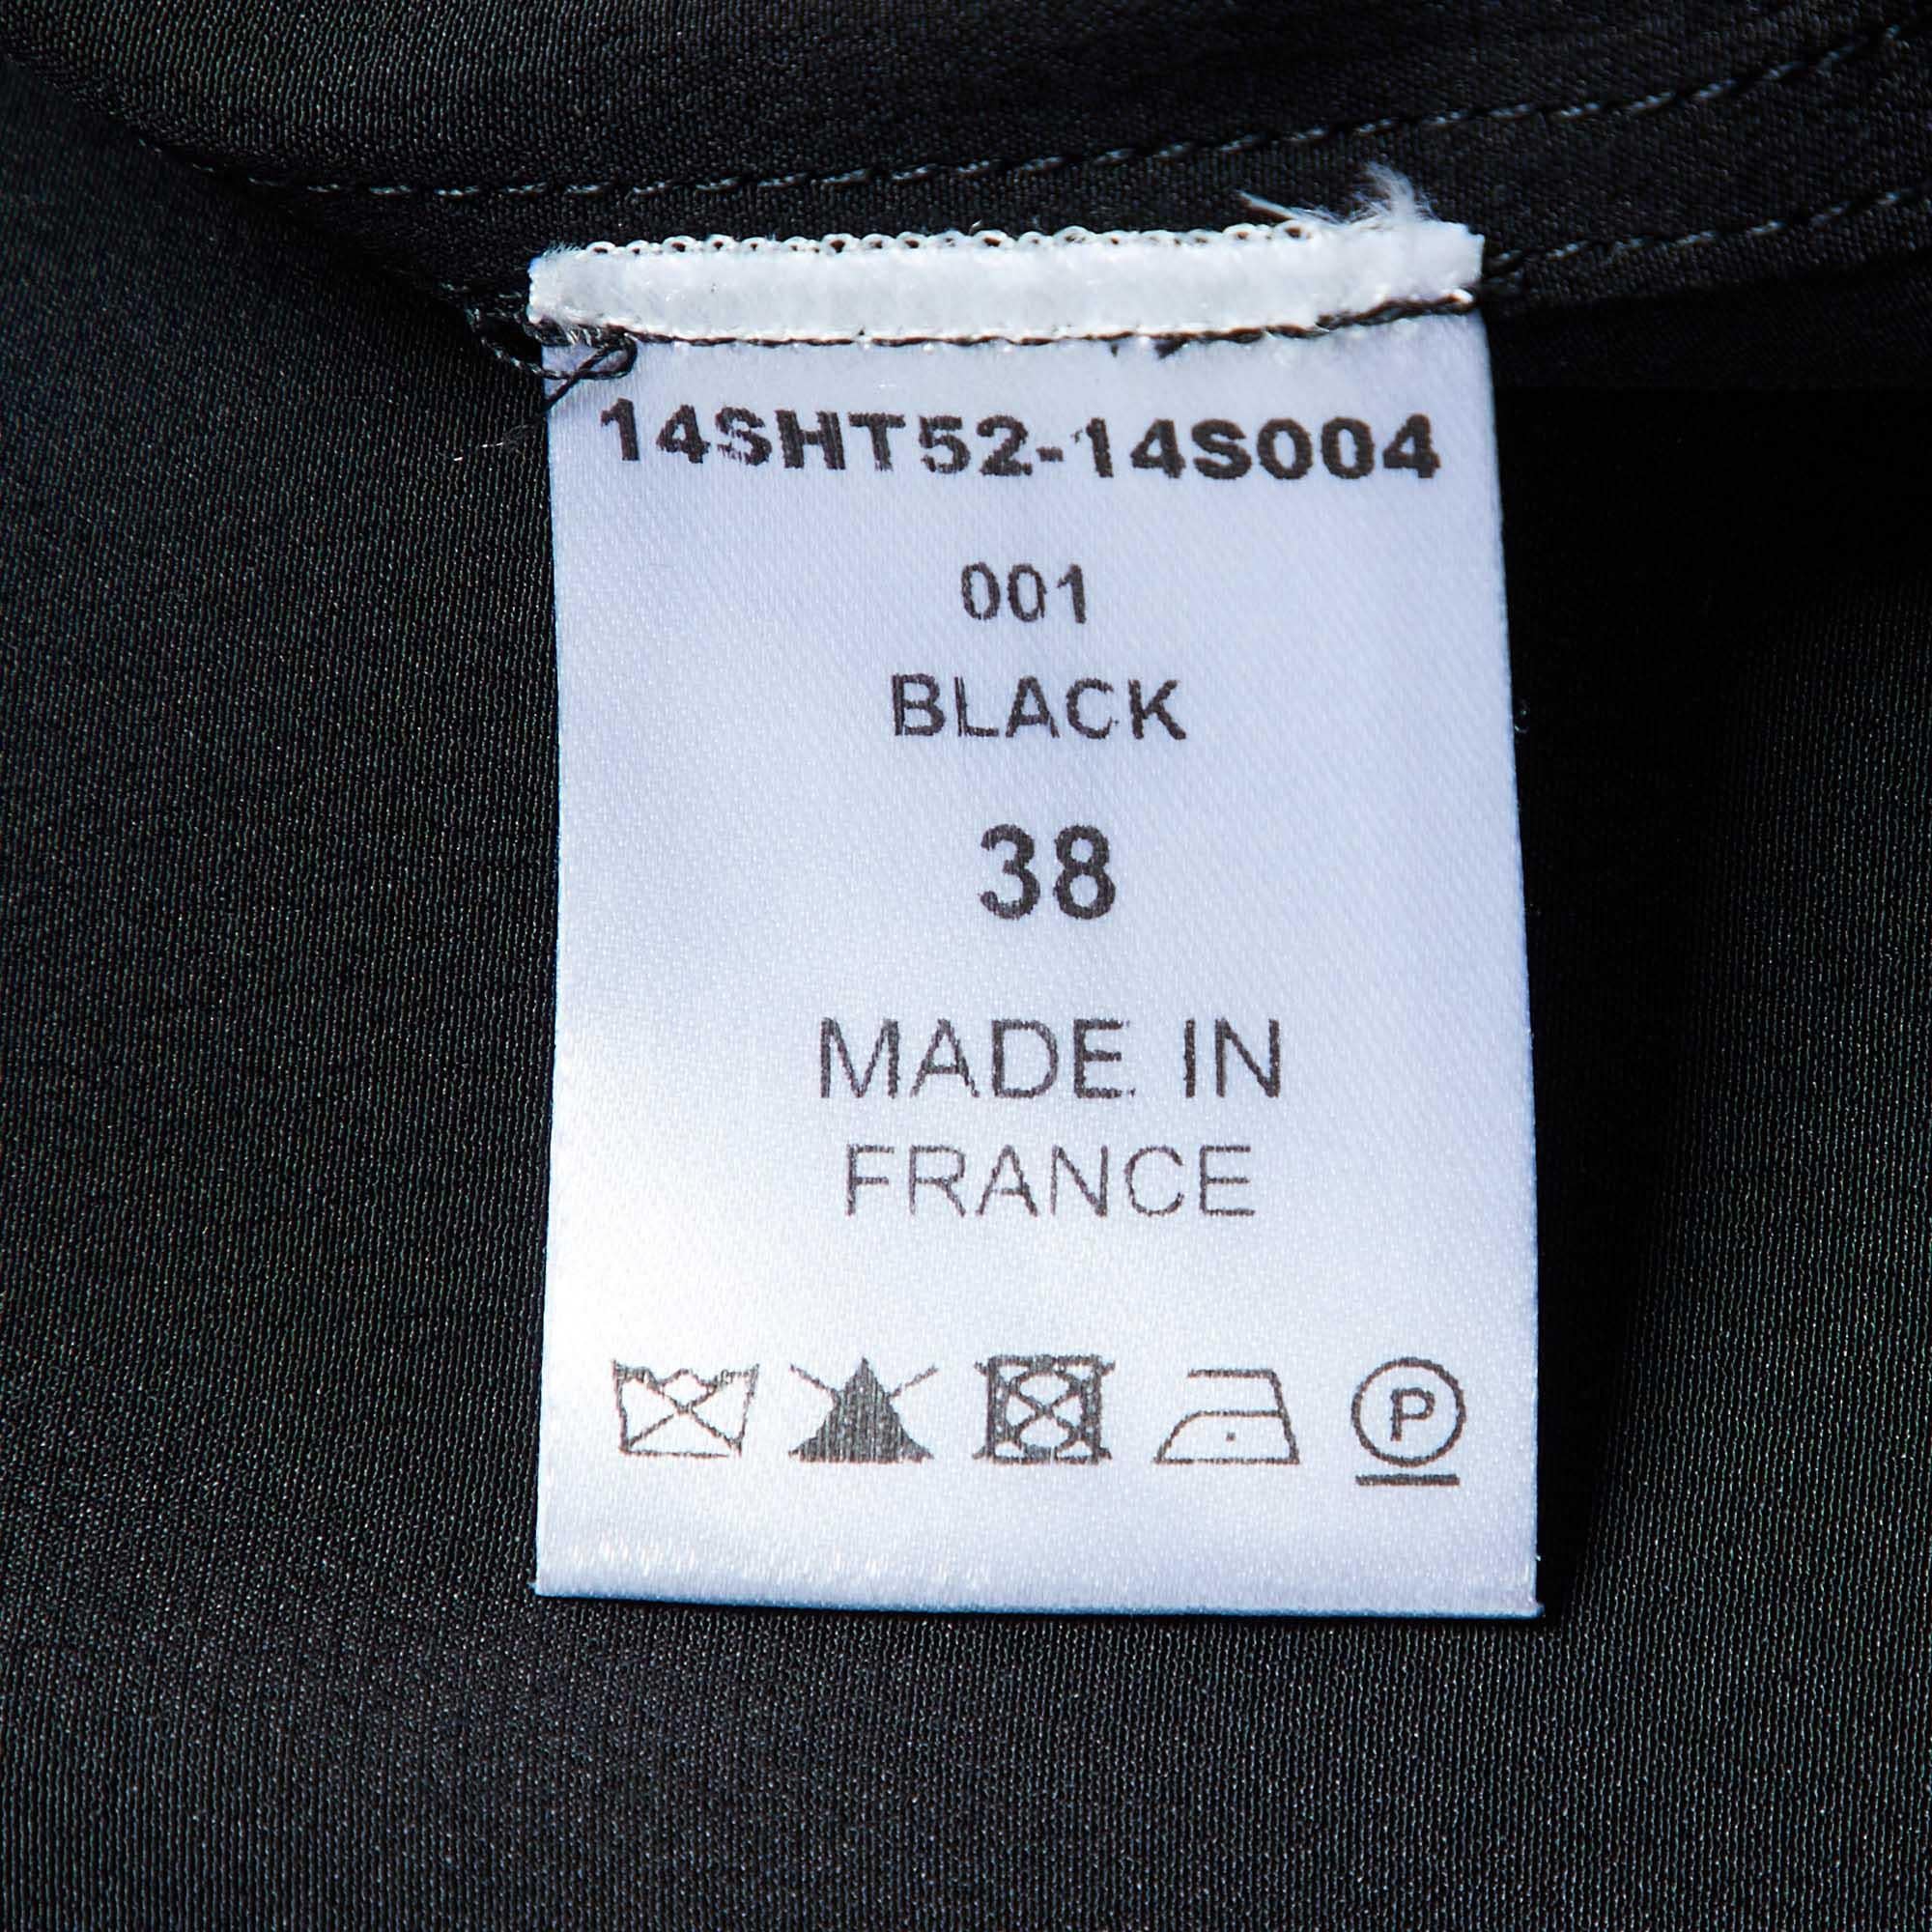 14SHT52-14S004
001
BLACK
38
MADE IN
FRANCE
P